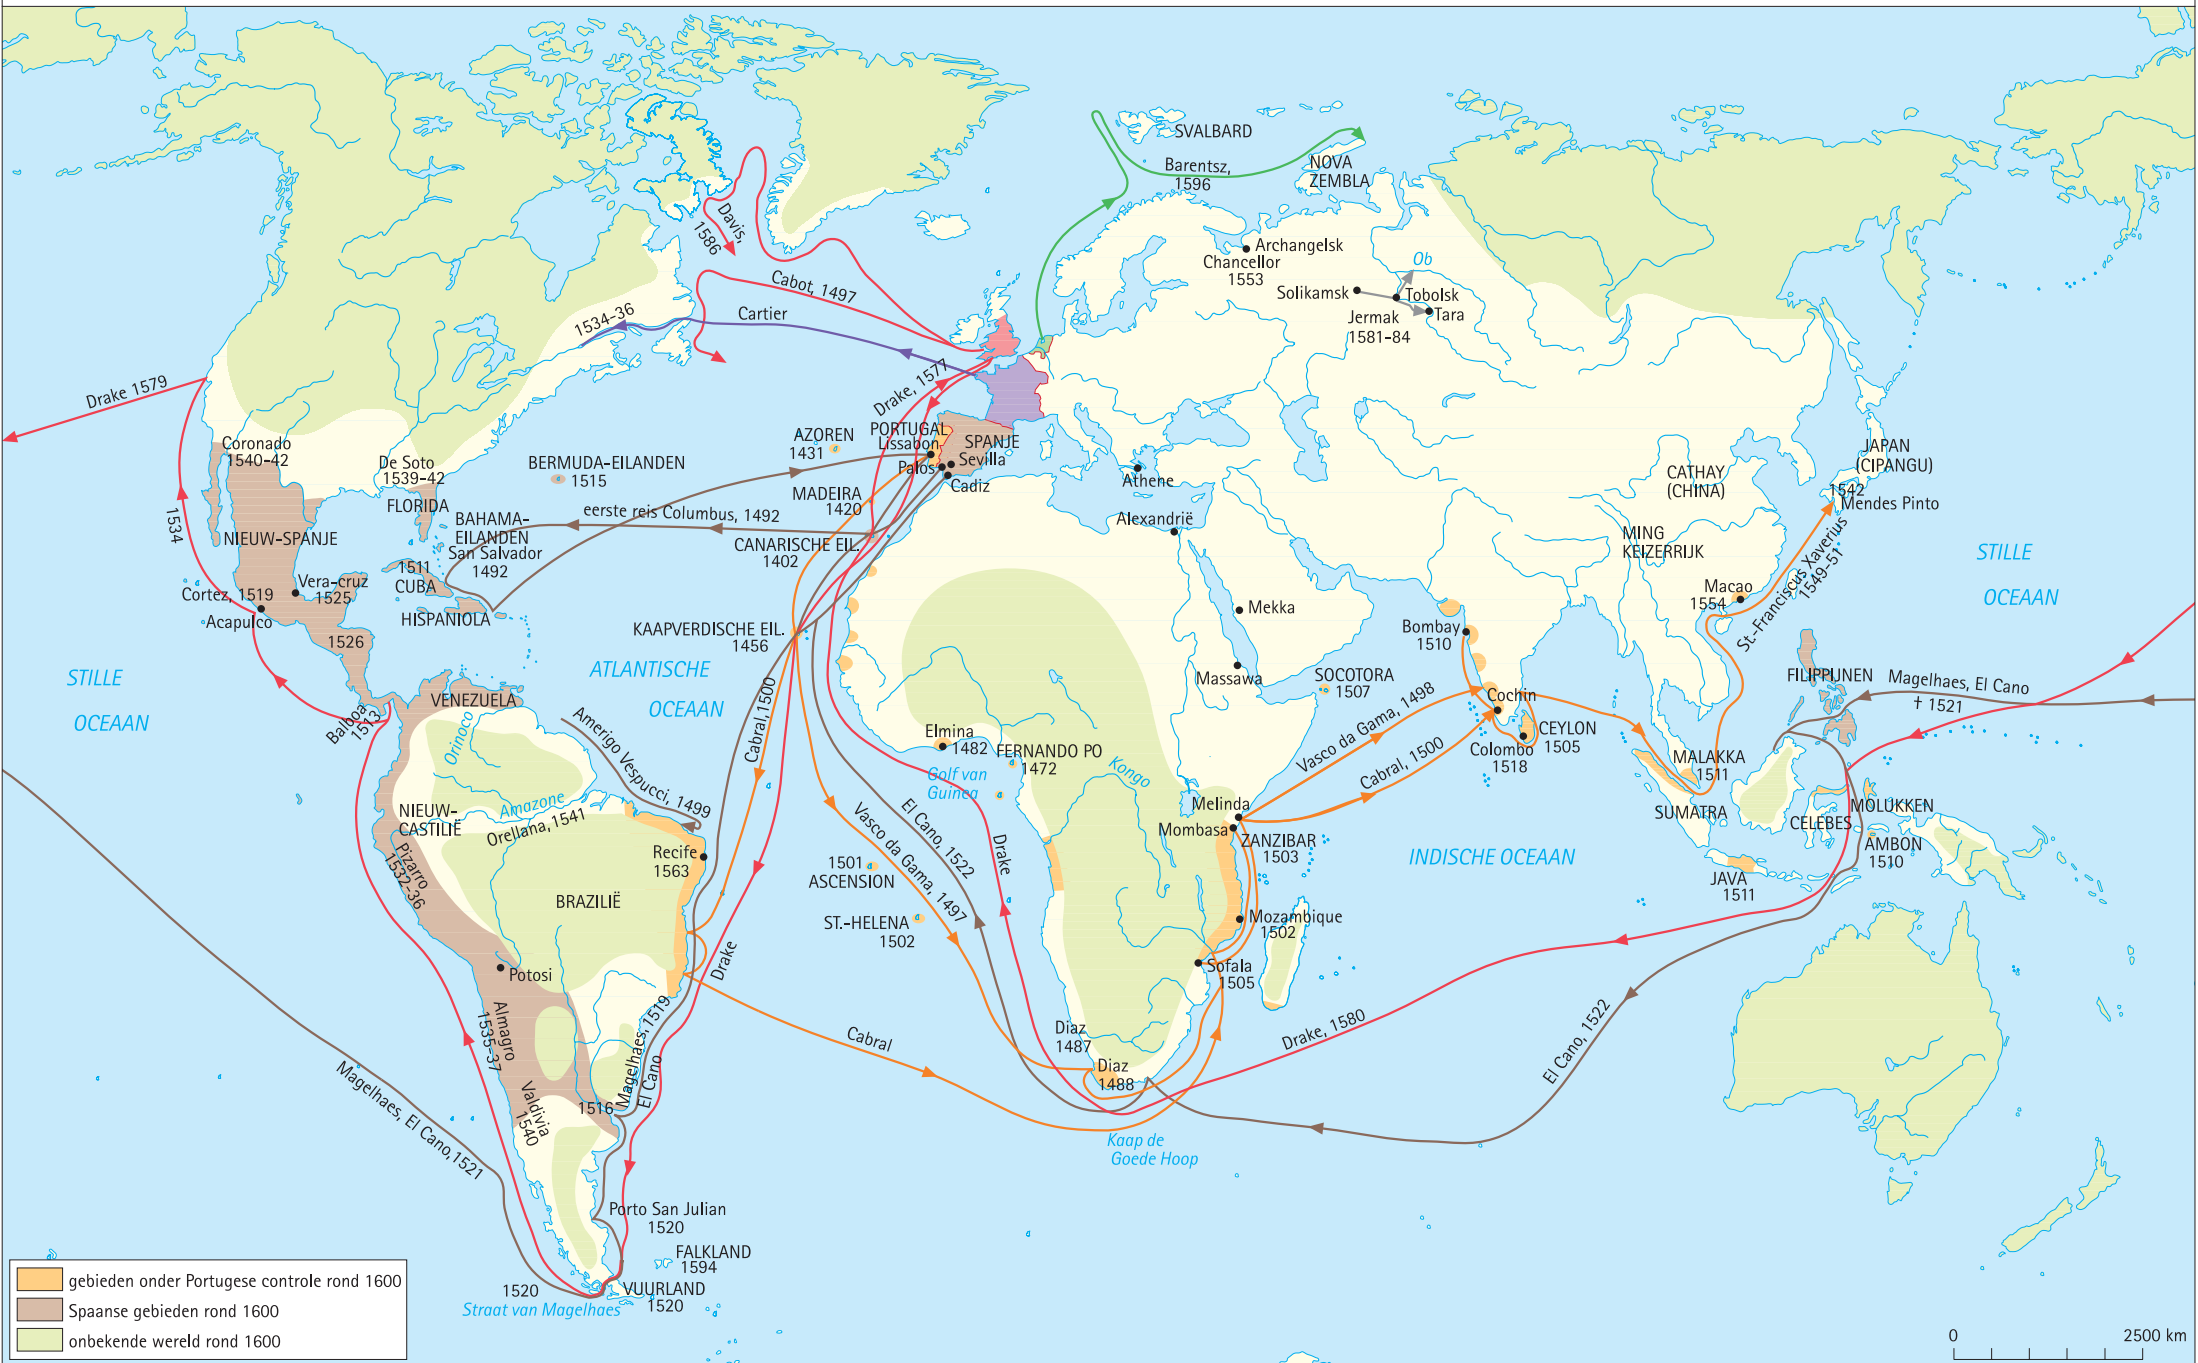 SVALBARD
Barentsz,
1596
NOVA
ZEMBLA
Davis,
1586
Archangelsk
Chancellor
1553
Ob
Solikamsk
Tobolsk
Tara
Jermak
1581-84
Cabot, 1497
Cartier
1534-36
Drake 1579
Drake, 1577
Coronado
1540-42
De Soto
1539-42
FLORIDA
BERMUDA-EILANDEN
1515
AZOREN
1431
PORTUGAL
Lissabon
SPANJE
Sevilla
Palos
Cadiz
Athene
MADEIRA
1420
Alexandrië
eerste reis Columbus, 1492
BAHAMA-
EILANDEN
San Salvador
1492
CANARISCHE EIL.
1402
NIEUW-SPANJE
1534
1511
CUBA
Vera-cruz
1525
Cortez, 1519
Acapulco
HISPANIOLA
1526
KAAPVERDISCHE EIL.
1456
Mekka
Massawa
JAPAN
(CIPANGU)
CATHAY
(CHINA)
1542
Mendes Pinto
MING
KEIZERRIJK
St.-Franciscus Xaverius
1549-51
Macao
1554
STILLE
OCEAAN
Bombay
1510
SOCOTORA
1507
Cochin
CEYLON
1505
Colombo
1518
FILIPPIJNEN
Magelhaes, El Cano
† 1521
STILLE
OCEAAN
ATLANTISCHE
OCEAAN
VENEZUELA
Balboa
1513
Orinoco
Amerigo Vespucci, 1499
Cabral, 1500
Elmina
1482
FERNANDO PO
1472
Golf van
Guinea
Kongo
Vasco da Gama, 1498
Cabral, 1500
MALAKKA
1511
SUMATRA
MOLUKKEN
CELEBES
AMBON
1510
JAVA
1511
NIEUW-
CASTILIË
Amazone
Orellana, 1541
Pizarro
1532-36
Recife
1563
BRAZILIË
1501
ASCENSION
ST.-HELENA
1502
Vasco da Gama, 1497
El Cano, 1522
Drake
Melinda
Mombasa
ZANZIBAR
1503
INDISCHE OCEAAN
Mozambique
1502
Sofala
1505
Potosi
Drake
Almagro
1535-37
Magelhaes, 1519
El Cano
1516
Valdivia
1540
Cabral
Diaz
1487
Diaz
1488
Drake, 1580
El Cano, 1522
Kaap de
Goede Hoop
Magelhaes, El Cano, 1521
Porto San Julian
1520
FALKLAND
1594
VUURLAND
1520
1520
Straat van Magelhaes
gebieden onder Portugese controle rond 1600
Spaanse gebieden rond 1600
onbekende wereld rond 1600
0 2500 km